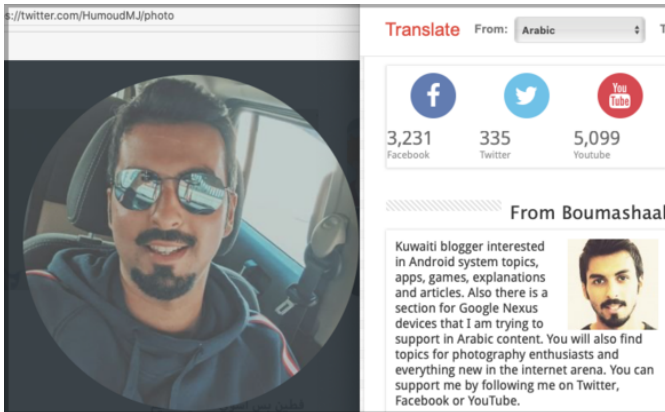 s://twitter.com/HumoudMJ/photo
Translate From: Arabic T
You
Tube
3,231 335 5,099
Facebook Twitter Youtube
From Boumashaal
Kuwaiti blogger interested
in Android system topics,
apps, games, explanations
and articles. Also there is a
section for Google Nexus
devices that I am trying to
support in Arabic content. You will also find
topics for photography enthusiasts and
everything new in the internet arena. You can
support me by following me on Twitter,
Facebook or YouTube.